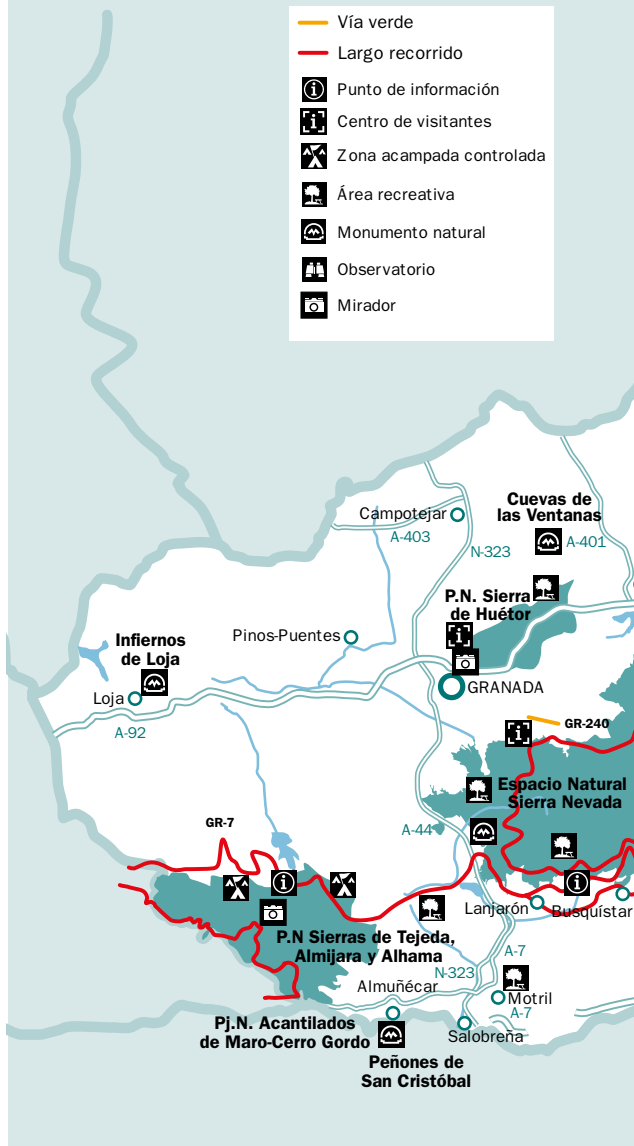 Vía verde
Largo recorrido
Punto de información
Centro de visitantes
Zona acampada controlada
Área recreativa
Monumento natural
Observatorio
Mirador
Cuevas de
las Ventanas
Campotejar
A-403
N-323
A-401
P.N. Sierra
de Huétor
Infiernos
de Loja
Pinos-Puentes
Loja
GRANADA
A-92
GR-240
Espacio Natural
Sierra Nevada
GR-7
A-44
Lanjarón
Busquístar
P.N Sierras de Tejeda,
Almijara y Alhama
A-7
N-323
Almuñécar
Motril
A-7
Pj.N. Acantilados
de Maro-Cerro Gordo
Salobreña
Peñones de
San Cristóbal